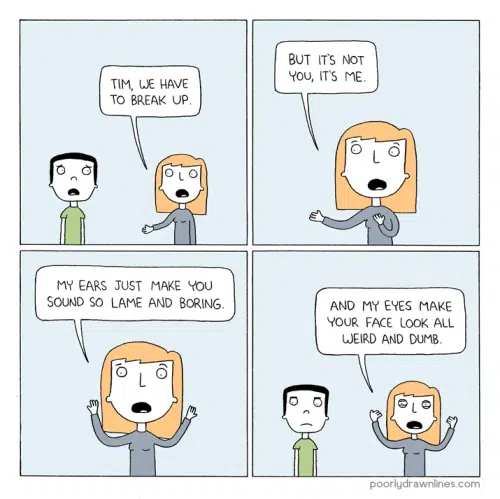 TIM, WE HAVE
TO BREAK UP.
BUT IT'S NOT
YOU, IT'S ME.
MY EARS JUST MAKE YOU
SOUND SO LAME AND BORING.
AND MY EYES MAKE
YOUR FACE LOOK ALL
WEIRD AND DUMB.
poorlydrawnlines.com